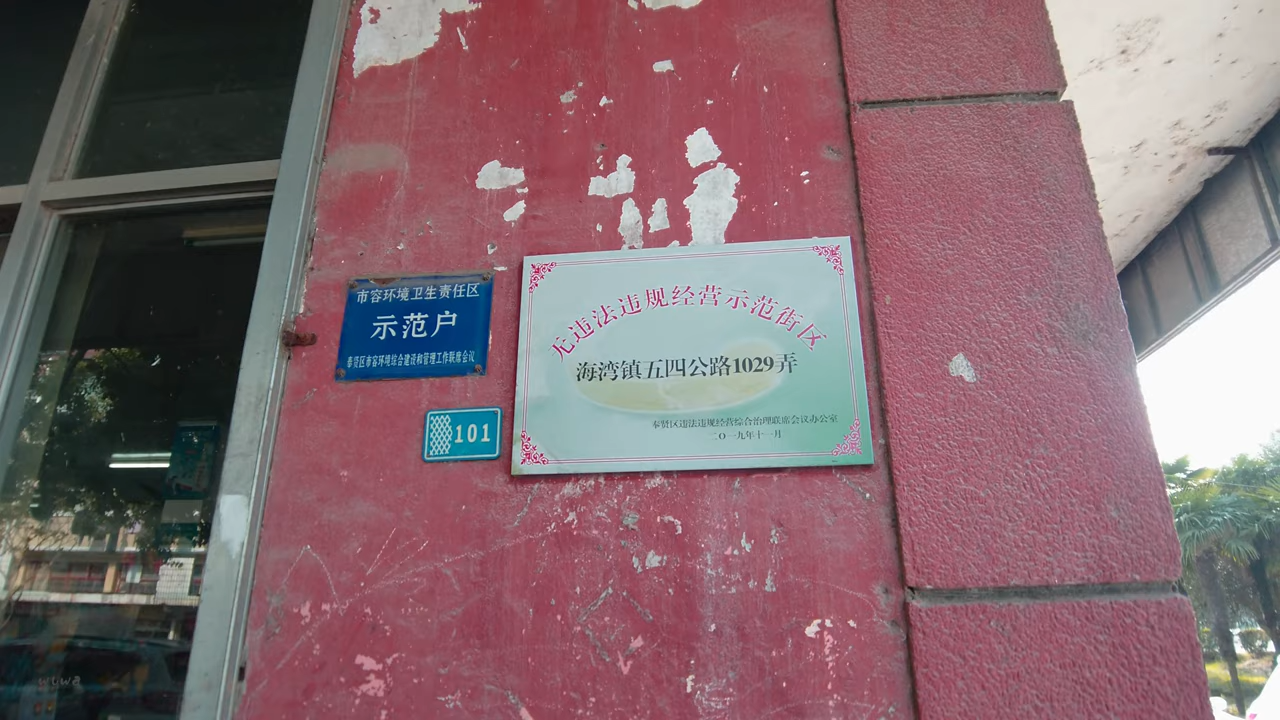 市容环境卫生责任区
示范户
奉贤区市容环境综合建设和管理工作联席会议
101
无违法违规经营示范街区
海湾镇五四公路1029弄
奉贤区违法违规经营综合治理联席会议办公室
二〇一九年十一月